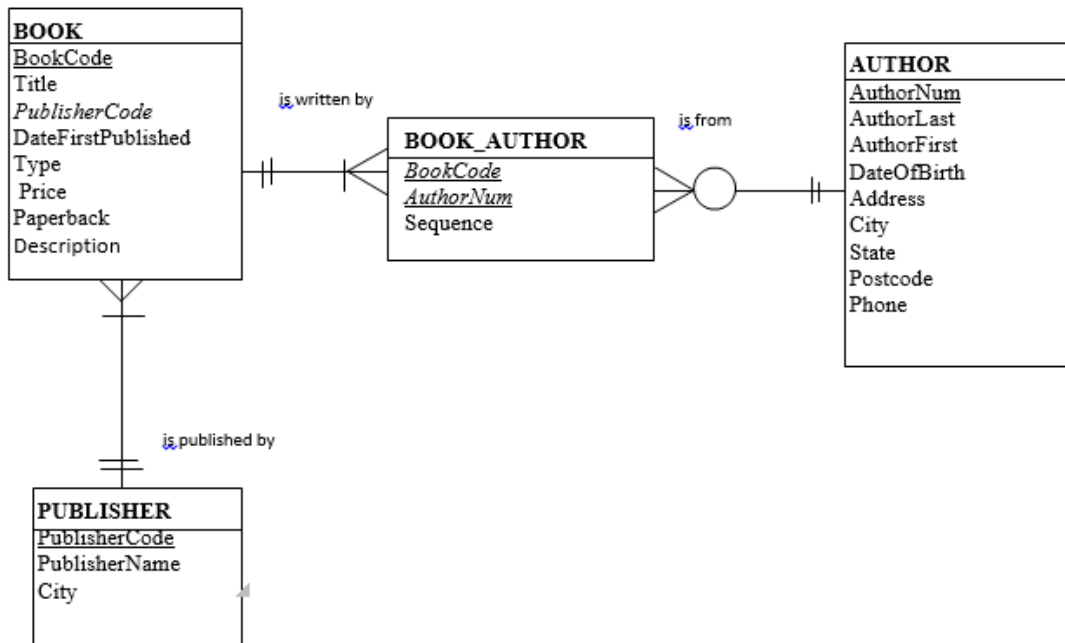 BOOK
BookCode
Title
PublisherCode
DateFirstPublished
Type
Price
Paperback
Description
is written by
BOOK_AUTHOR
BookCode
AuthorNum
Sequence
is from
AUTHOR
AuthorNum
AuthorLast
AuthorFirst
DateOfBirth
Address
City
State
Postcode
Phone
is published by
PUBLISHER
PublisherCode
PublisherName
City